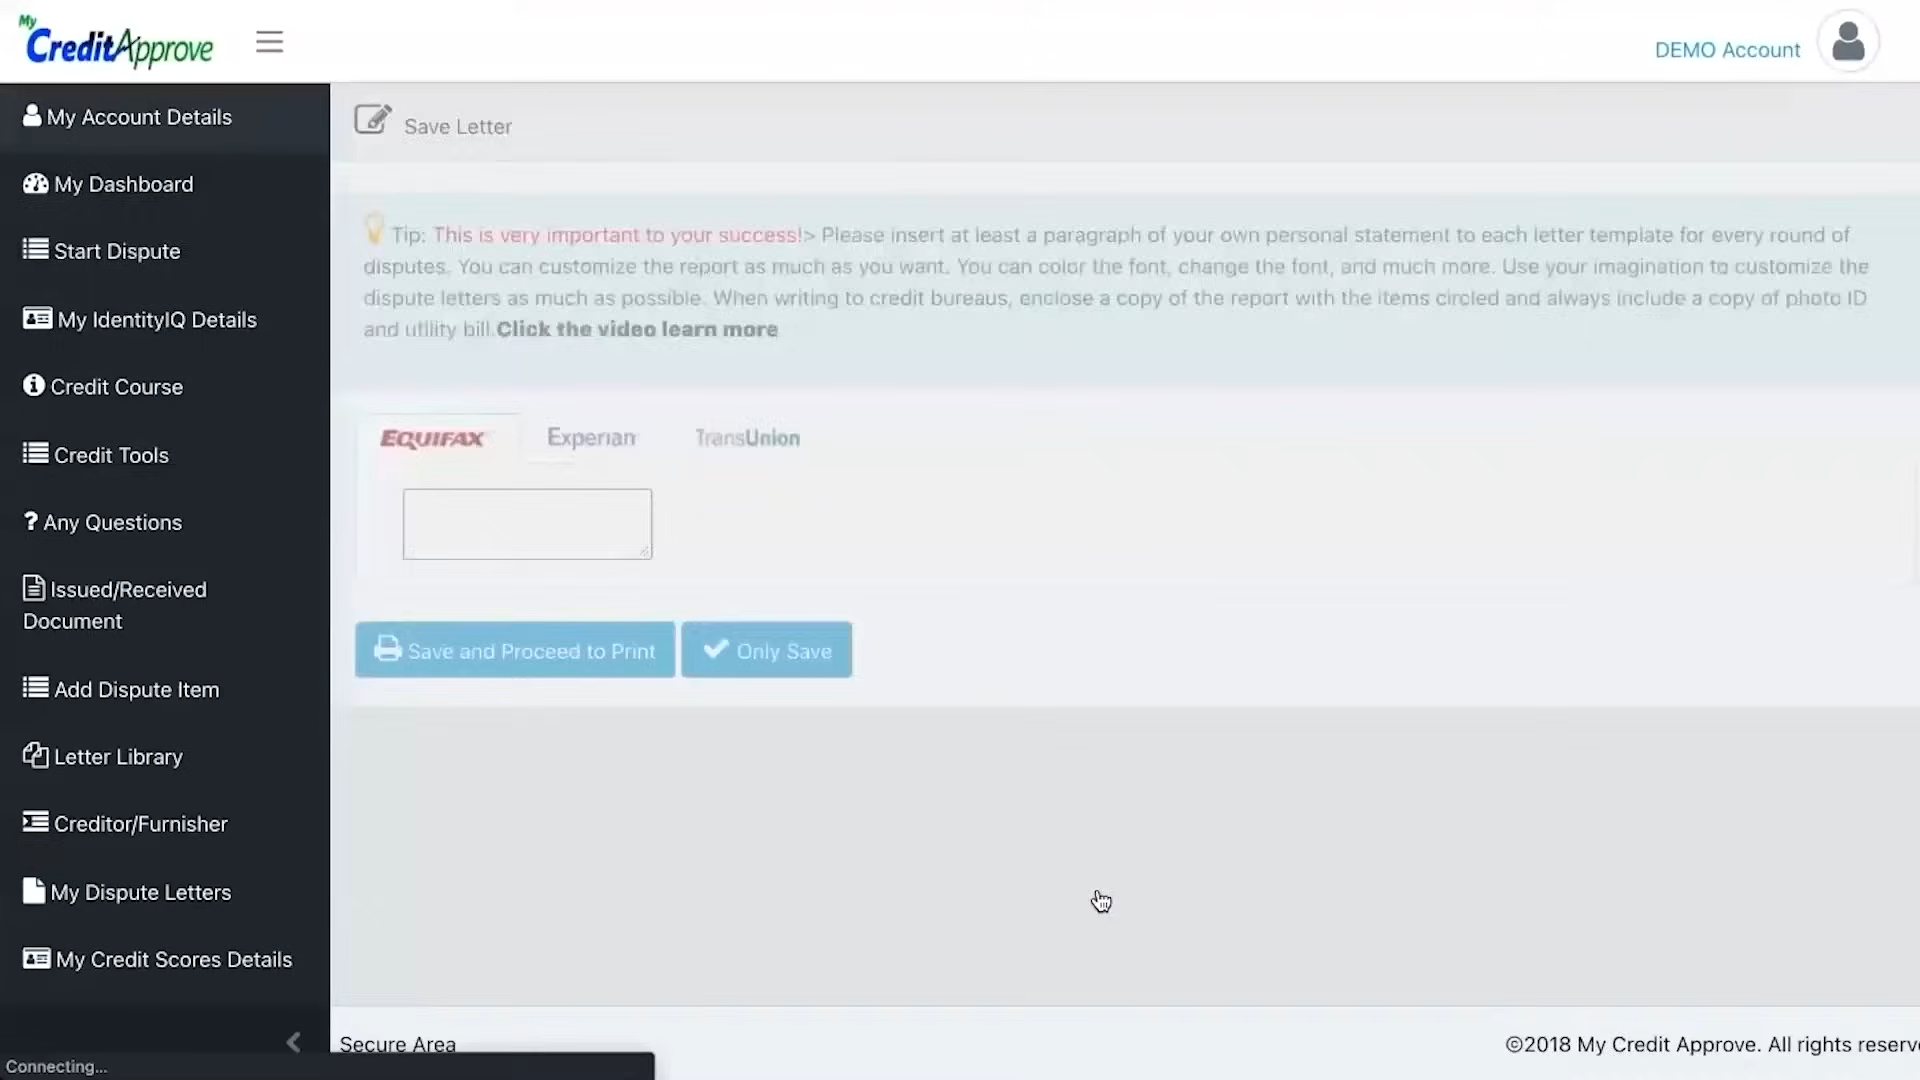 My
CreditApprove
DEMO Account
My Account Details
My Dashboard
Start Dispute
My IdentityIQ Details
Credit Course
Credit Tools
? Any Questions
Issued/Received
Document
Add Dispute Item
Letter Library
Creditor/Furnisher
My Dispute Letters
My Credit Scores Details
Connecting...
Save Letter
Tip: This is very important to your success!> Please insert at least a paragraph of your own personal statement to each letter template for every round of
disputes. You can customize the report as much as you want. You can color the font, change the font, and much more. Use your imagination to customize the
dispute letters as much as possible. When writing to credit bureaus, enclose a copy of the report with the items circled and always include a copy of photo ID
and utility bill.Click the video learn more
EQUIFAX Experian TransUnion
Save and Proceed to Print Only Save
Secure Area
©2018 My Credit Approve. All rights reserv